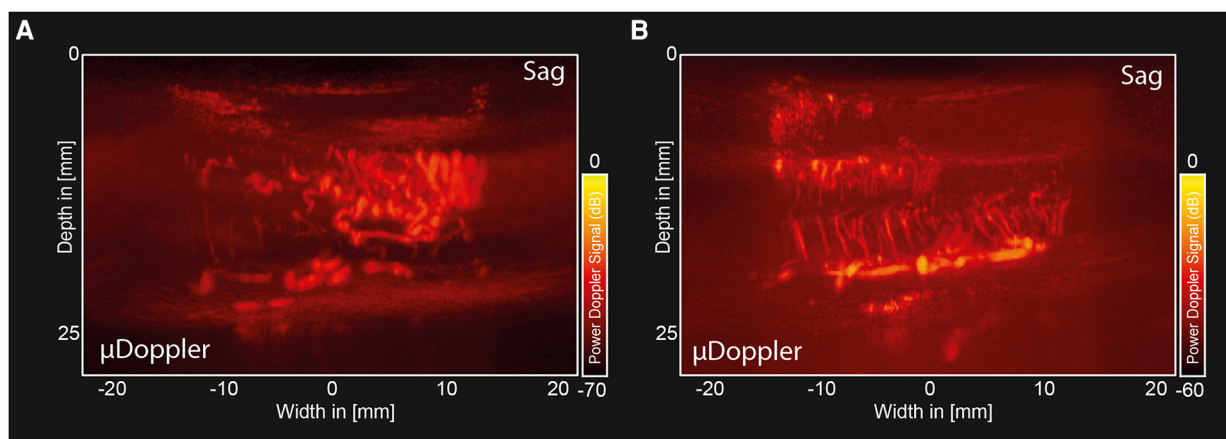 A
B
0
Sag
Depth in [mm]
25
µDoppler
-20
-10
0
10
20
Width in [mm]
0
Power Doppler Signal (dB)
-70
0
Sag
Depth in [mm]
25
µDoppler
-20
-10
0
10
20
Width in [mm]
0
Power Doppler Signal (dB)
-60